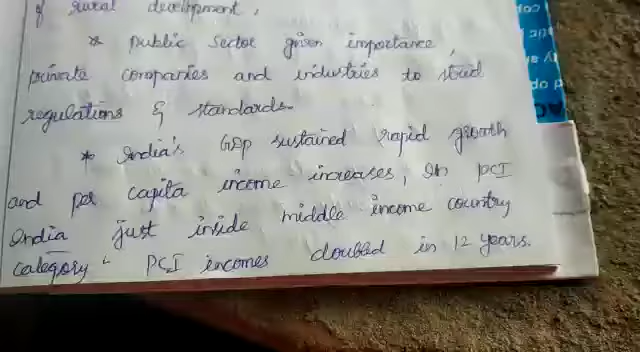 of rural development,
* public sector given importance,
private companies and industries to strid
regulations & standards.
* India's GDP sustained rapid growth
and per capita income increases, In PCI
India just inside middle income country
category " PCI incomes doubled in 12 years.